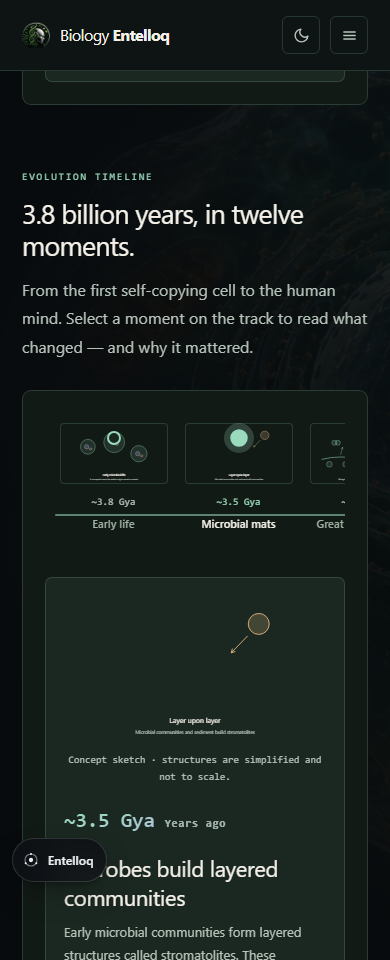 Biology Entelloq
EVOLUTION TIMELINE
3.8 billion years, in twelve
moments.
From the first self-copying cell to the human
mind. Select a moment on the track to read what
changed — and why it mattered.
~3.8 Gya
~3.5 Gya
~
Early life
Microbial mats
Great
Layer upon layer
Microbial communities and sediment build stromatolites
Concept sketch · structures are simplified and
not to scale.
~3.5 Gya Years ago
build layered
communities
Entelloq
Early microbial communities form layered
structures called stromatolites. These